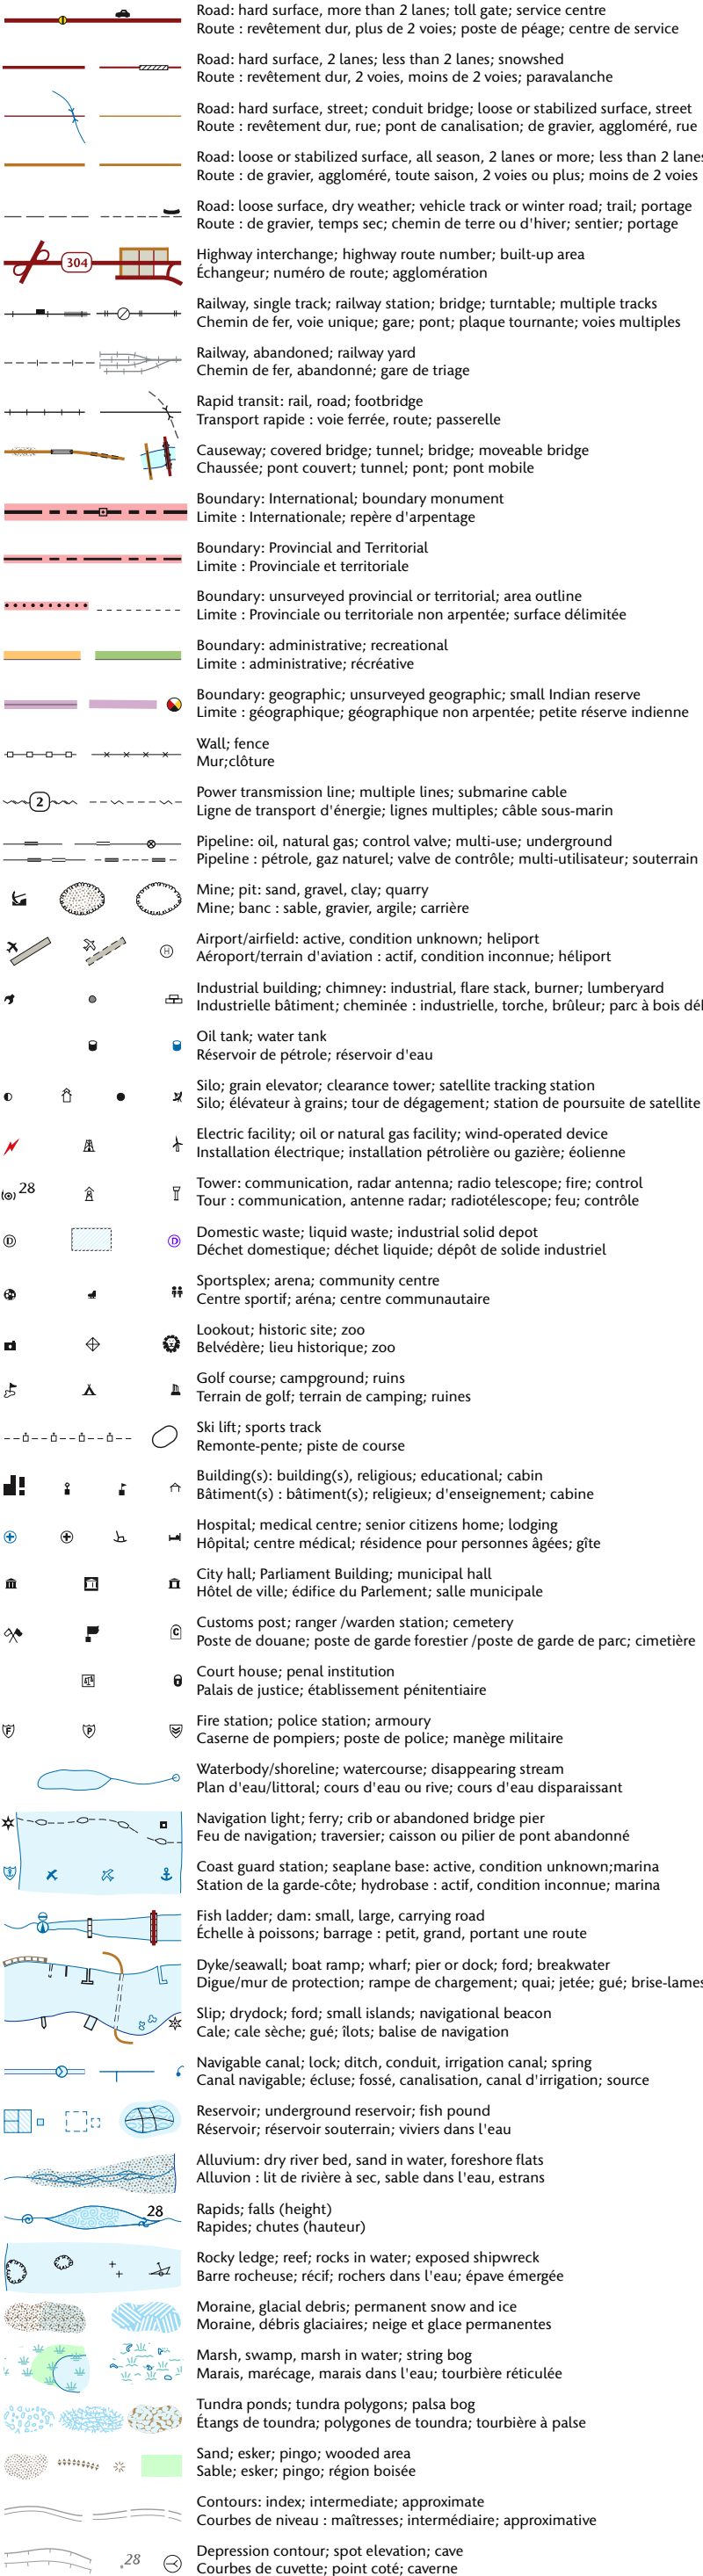 Road: hard surface, more than 2 lanes; toll gate; service centre
Route : revêtement dur, plus de 2 voies; poste de péage; centre de service
Road: hard surface, 2 lanes; less than 2 lanes; snowshed
Route : revêtement dur, 2 voies, moins de 2 voies; paravalanche
Road: hard surface, street; conduit bridge; loose or stabilized surface, street
Route : revêtement dur, rue; pont de canalisation; de gravier, aggloméré, rue
Road: loose or stabilized surface, all season, 2 lanes or more; less than 2 lanes
Route : de gravier, aggloméré, toute saison, 2 voies ou plus; moins de 2 voies
Road: loose surface, dry weather; vehicle track or winter road; trail; portage
Route : de gravier, temps sec; chemin de terre ou d'hiver; sentier; portage
304
Highway interchange; highway route number; built-up area
Échangeur; numéro de route; agglomération
Railway, single track; railway station; bridge; turntable; multiple tracks
Chemin de fer, voie unique; gare; pont; plaque tournante; voies multiples
Railway, abandoned; railway yard
Chemin de fer, abandonné; gare de triage
Rapid transit: rail, road; footbridge
Transport rapide : voie ferrée, route; passerelle
Causeway; covered bridge; tunnel; bridge; moveable bridge
Chaussée; pont couvert; tunnel; pont; pont mobile
Boundary: International; boundary monument
Limite : Internationale; repère d'arpentage
Boundary: Provincial and Territorial
Limite : Provinciale et territoriale
Boundary: unsurveyed provincial or territorial; area outline
Limite : Provinciale ou territoriale non arpentée; surface délimitée
Boundary: administrative; recreational
Limite : administrative; récréative
Boundary: geographic; unsurveyed geographic; small Indian reserve
Limite : géographique; géographique non arpentée; petite réserve indienne
Wall; fence
Mur;clôture
2
Power transmission line; multiple lines; submarine cable
Ligne de transport d'énergie; lignes multiples; câble sous-marin
Pipeline: oil, natural gas; control valve; multi-use; underground
Pipeline : pétrole, gaz naturel; valve de contrôle; multi-utilisateur; souterrain
Mine; pit: sand, gravel, clay; quarry
Mine; banc : sable, gravier, argile; carrière
H
Airport/airfield: active, condition unknown; heliport
Aéroport/terrain d'aviation : actif, condition inconnue; héliport
Industrial building; chimney: industrial, flare stack, burner; lumberyard
Industrielle bâtiment; cheminée : industrielle, torche, brûleur; parc à bois dé
Oil tank; water tank
Réservoir de pétrole; réservoir d'eau
Silo; grain elevator; clearance tower; satellite tracking station
Silo; élévateur à grains; tour de dégagement; station de poursuite de satellite
Electric facility; oil or natural gas facility; wind-operated device
Installation électrique; installation pétrolière ou gazière; éolienne
28
Tower: communication, radar antenna; radio telescope; fire; control
Tour : communication, antenne radar; radiotélescope; feu; contrôle
D D
Domestic waste; liquid waste; industrial solid depot
Déchet domestique; déchet liquide; dépôt de solide industriel
Sportsplex; arena; community centre
Centre sportif; aréna; centre communautaire
Lookout; historic site; zoo
Belvédère; lieu historique; zoo
Golf course; campground; ruins
Terrain de golf; terrain de camping; ruines
Ski lift; sports track
Remonte-pente; piste de course
Building(s): building(s), religious; educational; cabin
Bâtiment(s) : bâtiment(s); religieux; d'enseignement; cabine
Hospital; medical centre; senior citizens home; lodging
Hôpital; centre médical; résidence pour personnes âgées; gîte
City hall; Parliament Building; municipal hall
Hôtel de ville; édifice du Parlement; salle municipale
C
Customs post; ranger /warden station; cemetery
Poste de douane; poste de garde forestier /poste de garde de parc; cimetière
Court house; penal institution
Palais de justice; établissement pénitentiaire
F P
Fire station; police station; armoury
Caserne de pompiers; poste de police; manège militaire
Waterbody/shoreline; watercourse; disappearing stream
Plan d'eau/littoral; cours d'eau ou rive; cours d'eau disparaissant
Navigation light; ferry; crib or abandoned bridge pier
Feu de navigation; traversier; caisson ou pilier de pont abandonné
Coast guard station; seaplane base: active, condition unknown;marina
Station de la garde-côte; hydrobase : actif, condition inconnue; marina
Fish ladder; dam: small, large, carrying road
Échelle à poissons; barrage : petit, grand, portant une route
Dyke/seawall; boat ramp; wharf; pier or dock; ford; breakwater
Digue/mur de protection; rampe de chargement; quai; jetée; gué; brise-lames
Slip; drydock; ford; small islands; navigational beacon
Cale; cale sèche; gué; îlots; balise de navigation
Navigable canal; lock; ditch, conduit, irrigation canal; spring
Canal navigable; écluse; fossé, canalisation, canal d'irrigation; source
Reservoir; underground reservoir; fish pound
Réservoir; réservoir souterrain; viviers dans l'eau
Alluvium: dry river bed, sand in water, foreshore flats
Alluvion : lit de rivière à sec, sable dans l'eau, estrans
28
Rapids; falls (height)
Rapides; chutes (hauteur)
Rocky ledge; reef; rocks in water; exposed shipwreck
Barre rocheuse; récif; rochers dans l'eau; épave émergée
Moraine, glacial debris; permanent snow and ice
Moraine, débris glaciaires; neige et glace permanentes
Marsh, swamp, marsh in water; string bog
Marais, marécage, marais dans l'eau; tourbière réticulée
Tundra ponds; tundra polygons; palsa bog
Étangs de toundra; polygones de toundra; tourbière à palse
Sand; esker; pingo; wooded area
Sable; esker; pingo; région boisée
Contours: index; intermediate; approximate
Courbes de niveau : maîtresses; intermédiaire; approximative
.28
Depression contour; spot elevation; cave
Courbes de cuvette; point coté; caverne